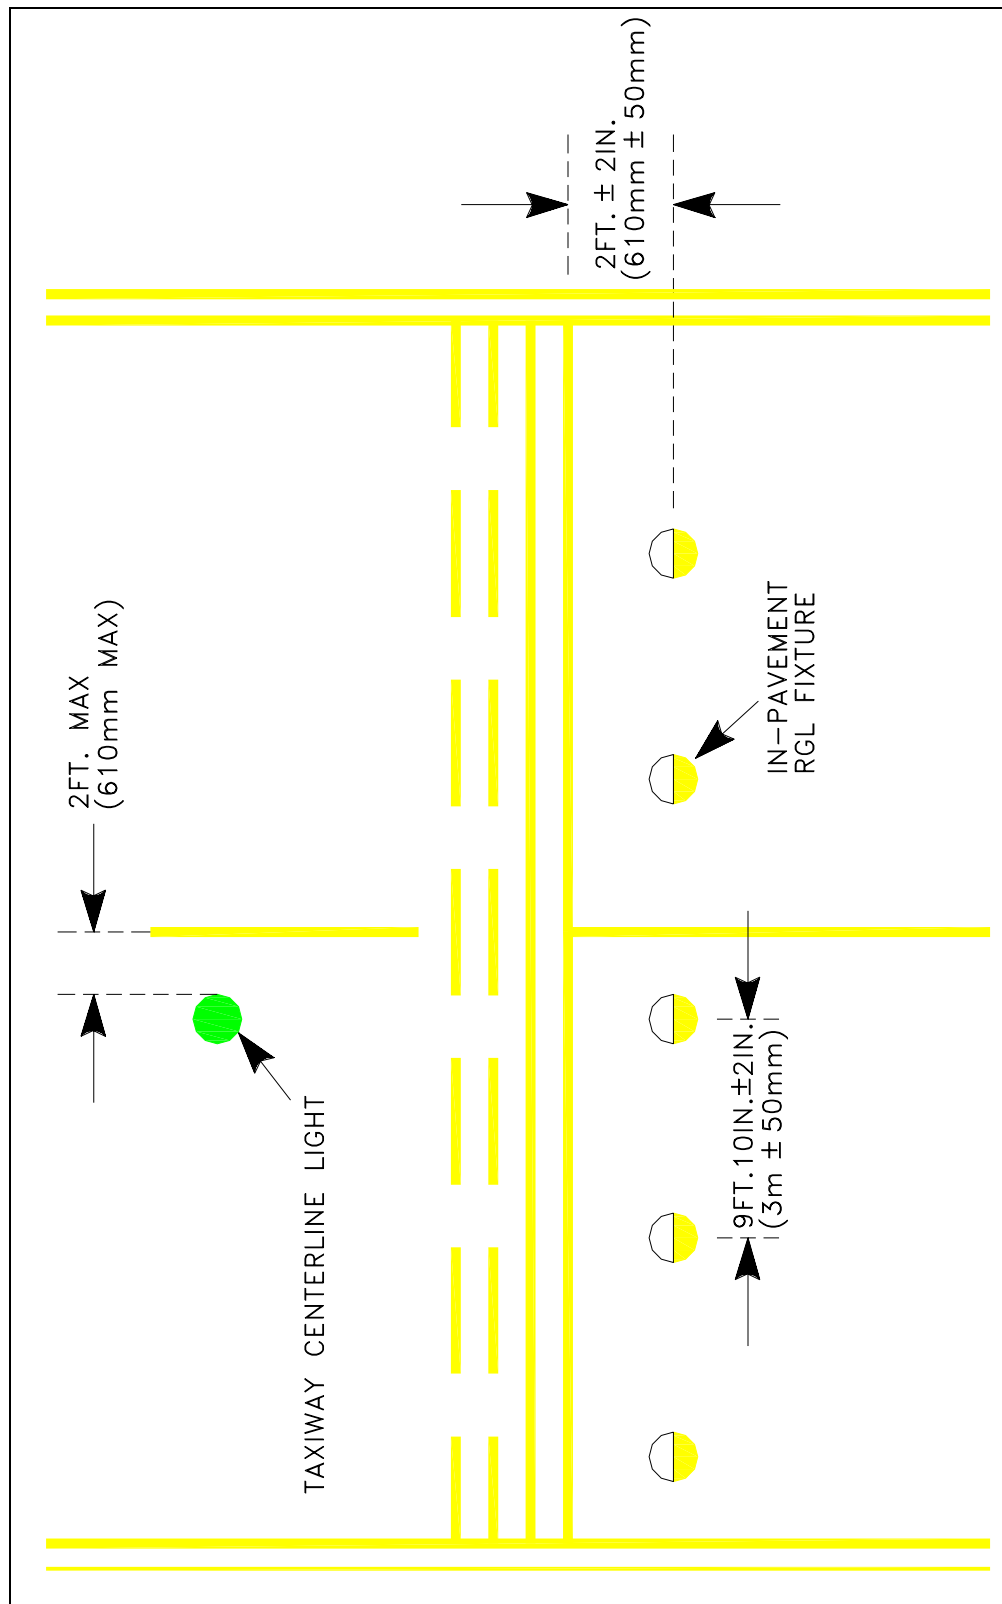 2FT. MAX
(610mm MAX)
TAXIWAY CENTERLINE LIGHT
2FT. ± 2IN.
(610mm ± 50mm)
IN-PAVEMENT
RGL FIXTURE
9FT.10IN.±2IN.
(3m ± 50mm)